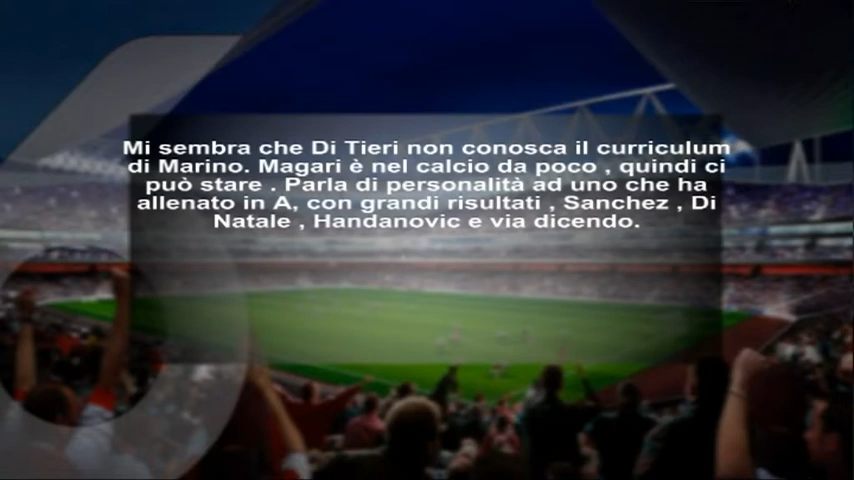 Mi sembra che Di Tieri non conosca il curriculum
di Marino. Magari è nel calcio da poco , quindi ci
può stare . Parla di personalità ad uno che ha
allenato in A, con grandi risultati , Sanchez , Di
Natale , Handanovic e via dicendo.